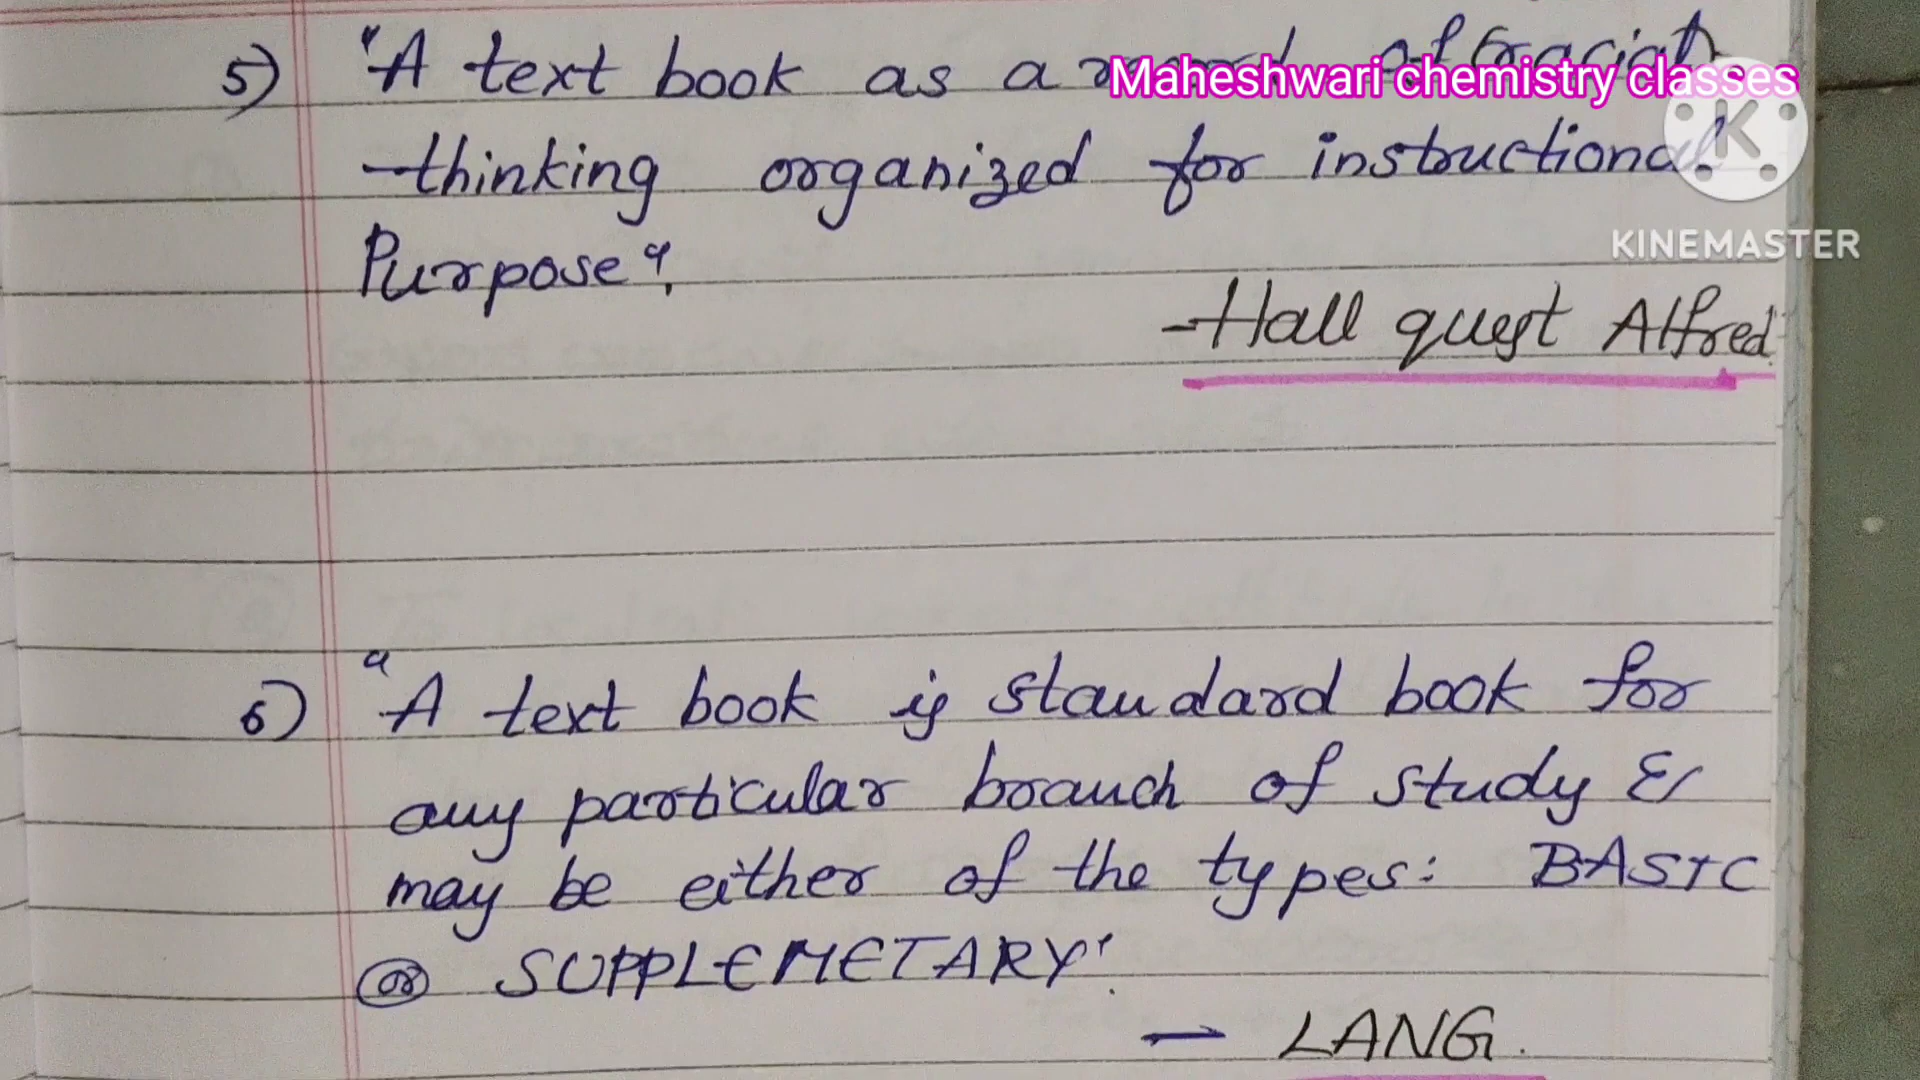 5) "A text book as a of
Maheshwari chemistry classes
thinking organized for instructional
KINEMASTER
Purpose".
- Hall quest Alfred
6) "A text book is standard book for
any particular branch of study &
may be either of the types: BASIC
or SUPPLEMETARY'.
- LANG.